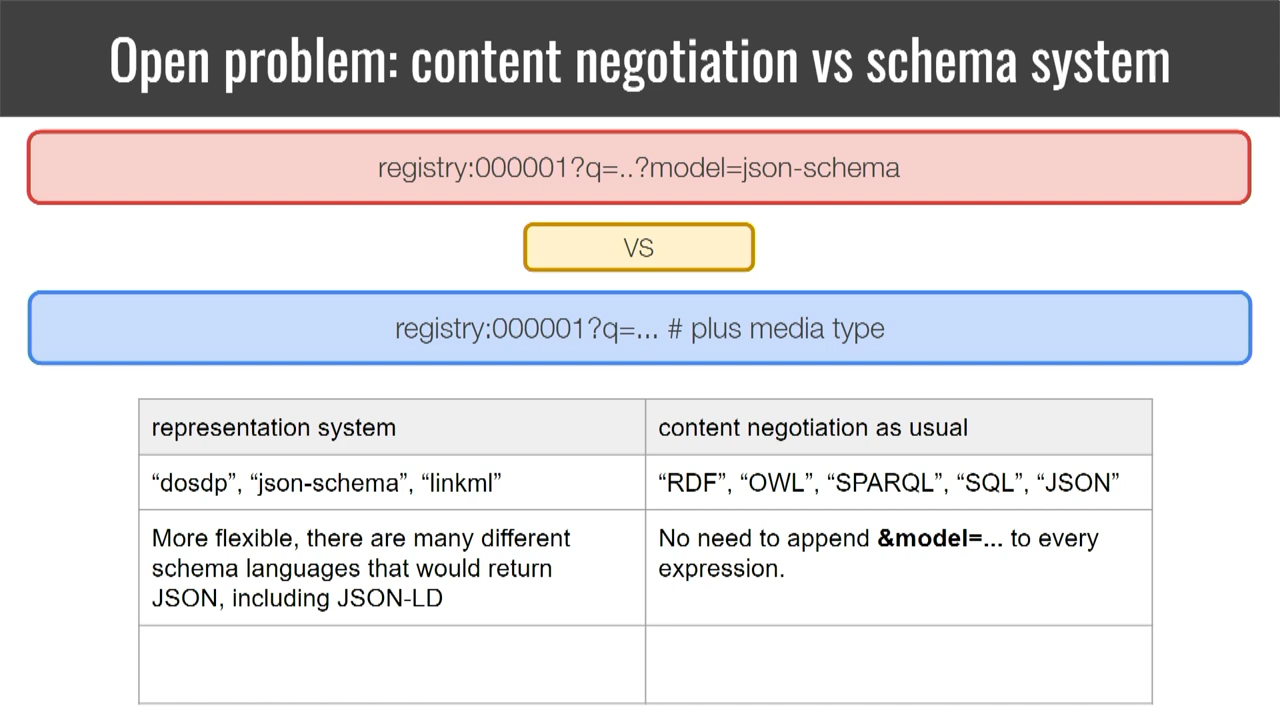 Open problem: content negotiation vs schema system
registry:000001?q=..?model=json-schema
VS
registry:000001?q=... # plus media type
representation system
content negotiation as usual
“dosdp”, “json-schema”, “linkml”
“RDF”, “OWL”, “SPARQL”, “SQL”, “JSON”
More flexible, there are many different
schema languages that would return
JSON, including JSON-LD
No need to append &model=... to every
expression.